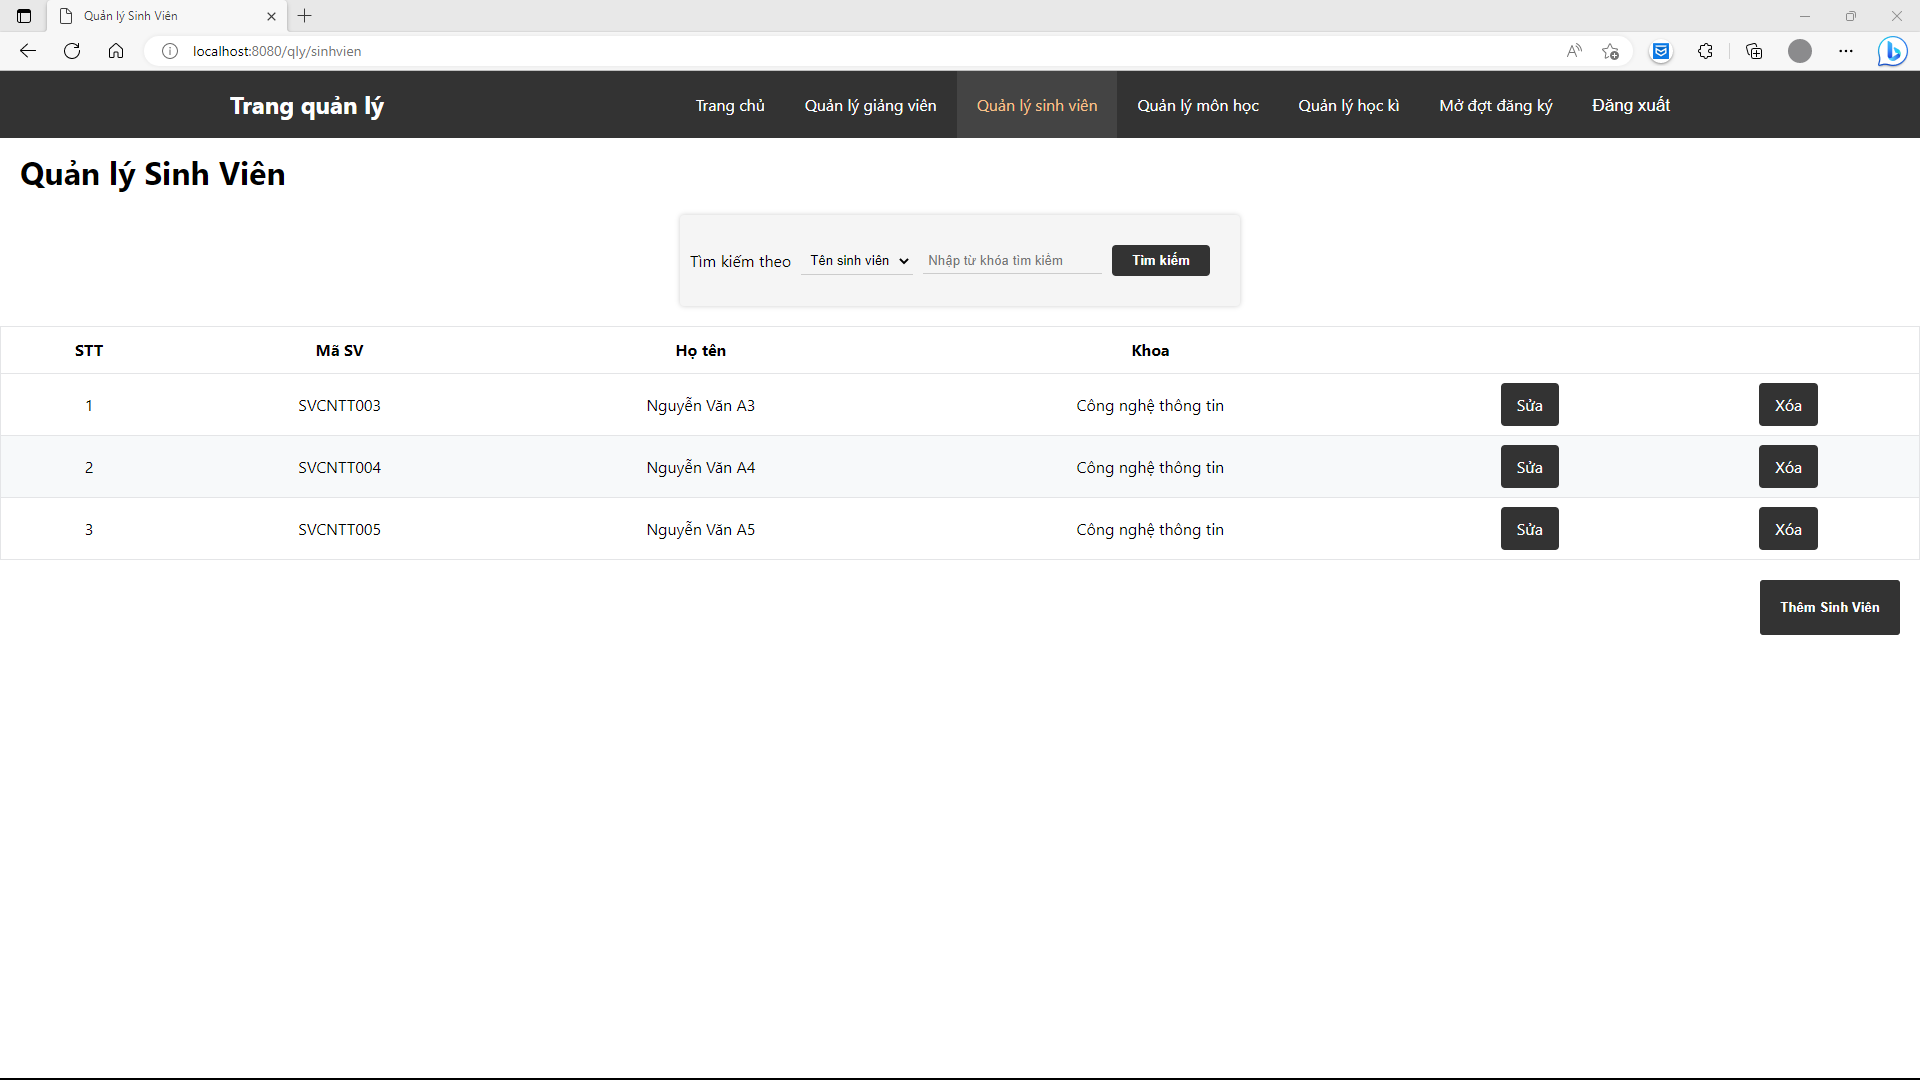 Quản lý Sinh Viên
localhost:8080/qly/sinhvien
Trang quản lý Trang chủ Quản lý giảng viên Quản lý sinh viên Quản lý môn học Quản lý học kì Mở đợt đăng ký Đăng xuất
Quản lý Sinh Viên
Tìm kiếm theo Tên sinh viên Nhập từ khóa tìm kiếm Tìm kiếm
STT Mã SV Họ tên Khoa
1 SVCNTT003 Nguyễn Văn A3 Công nghệ thông tin Sửa Xóa
2 SVCNTT004 Nguyễn Văn A4 Công nghệ thông tin Sửa Xóa
3 SVCNTT005 Nguyễn Văn A5 Công nghệ thông tin Sửa Xóa
Thêm Sinh Viên